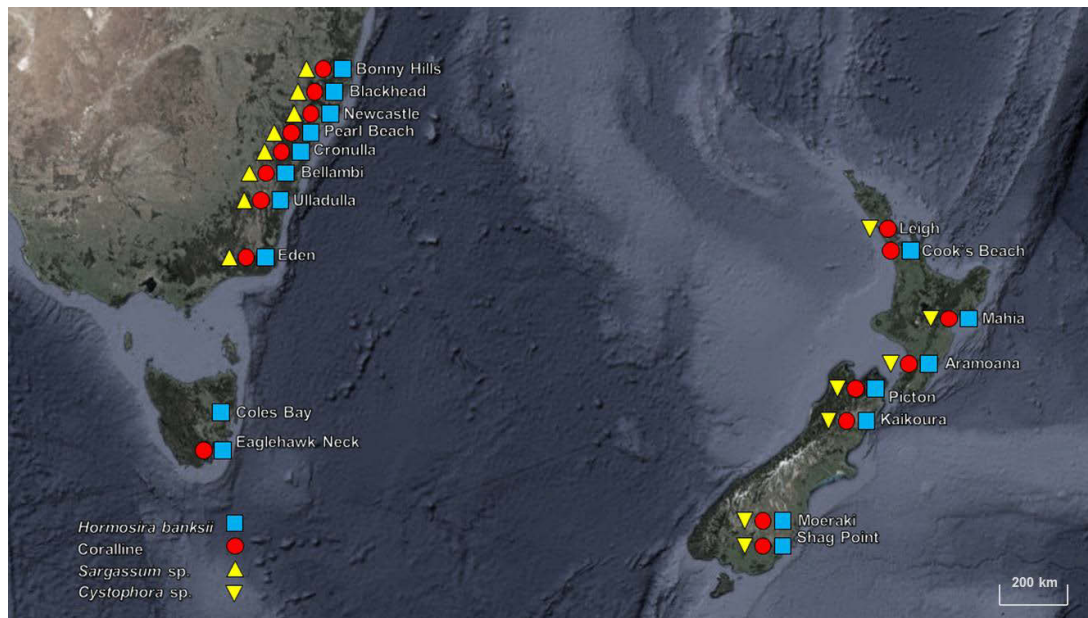 Bonny Hills
Blackhead
Newcastle
Pearl Beach
Cronulla
Bellambi
Ulladulla
Eden
Coles Bay
Eaglehawk Neck
Leigh
Cook's Beach
Mahia
Aramoana
Picton
Kaikoura
Moeraki
Shag Point
Hormosira banksii
Coralline
Sargassum sp.
Cystophora sp.
200 km